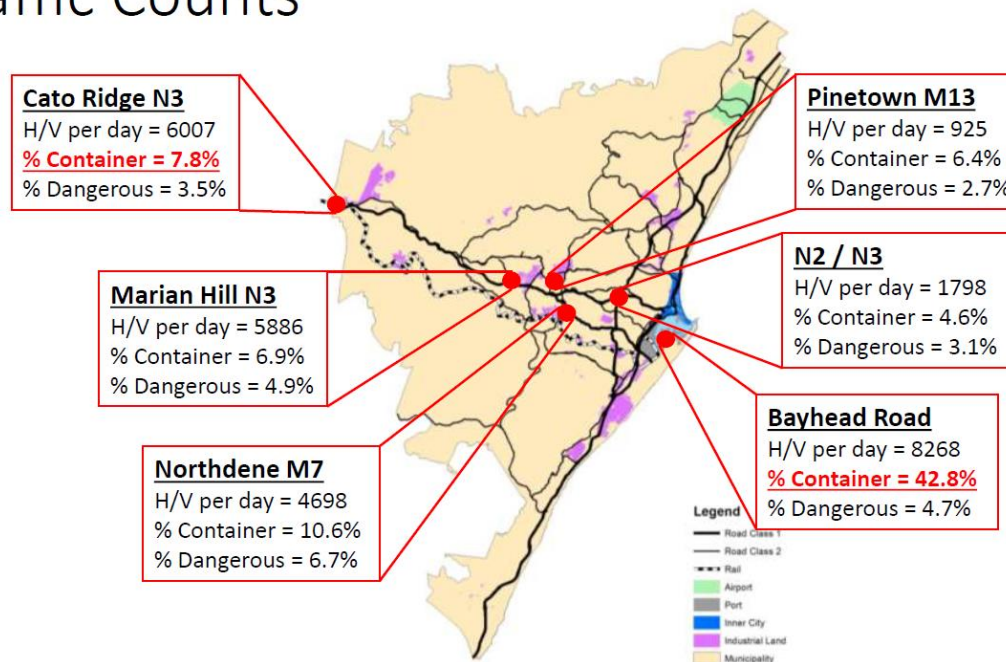 Counts
Cato Ridge N3
H/V per day = 6007
% Container = 7.8%
% Dangerous = 3.5%
Marian Hill N3
H/V per day = 5886
% Container = 6.9%
% Dangerous = 4.9%
Northdene M7
H/V per day = 4698
% Container = 10.6%
% Dangerous = 6.7%
Pinetown M13
H/V per day = 925
% Container = 6.4%
% Dangerous = 2.7%
N2 / N3
H/V per day = 1798
% Container = 4.6%
% Dangerous = 3.1%
Bayhead Road
H/V per day = 8268
% Container = 42.8%
% Dangerous = 4.7%
Legend
Road Class 1
Road Class 2
Rail
Airport
Port
Inner City
Industrial Land
Municipality